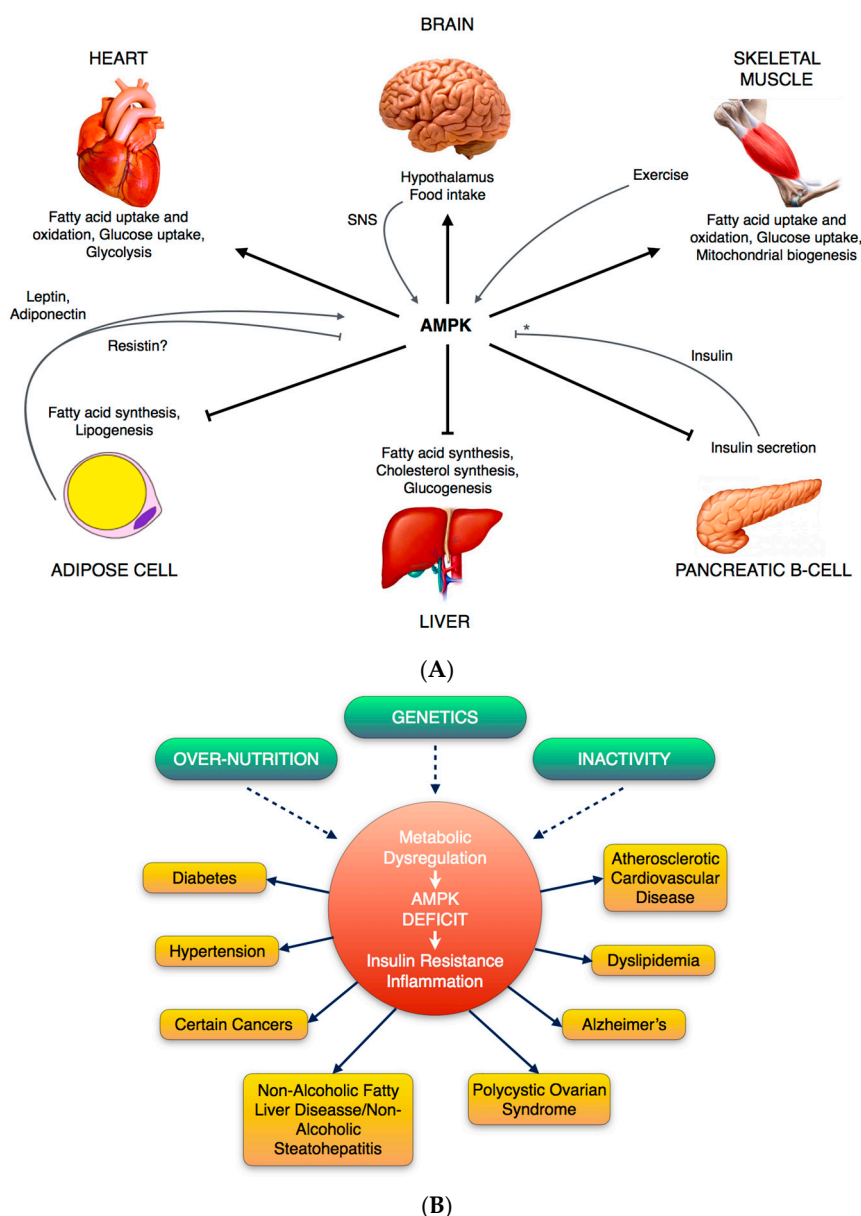 BRAIN
HEART
SKELETAL
MUSCLE
Hypothalamus
Food intake
Exercise
SNS
Fatty acid uptake and
oxidation, Glucose uptake,
Glycolysis
Fatty acid uptake and
oxidation, Glucose uptake,
Mitochondrial biogenesis
Leptin,
Adiponectin
AMPK
*
Resistin?
Insulin
Fatty acid synthesis,
Lipogenesis
Fatty acid synthesis,
Cholesterol synthesis,
Glucogenesis
Insulin secretion
ADIPOSE CELL
PANCREATIC B-CELL
LIVER
(A)
GENETICS
OVER-NUTRITION
INACTIVITY
Metabolic
Dysregulation
AMPK
DEFICIT
Insulin Resistance
Inflammation
Diabetes
Hypertension
Certain Cancers
Non-Alcoholic Fatty
Liver Diseasse/Non-
Alcoholic
Steatohepatitis
Atherosclerotic
Cardiovascular
Disease
Dyslipidemia
Alzheimer's
Polycystic Ovarian
Syndrome
(B)